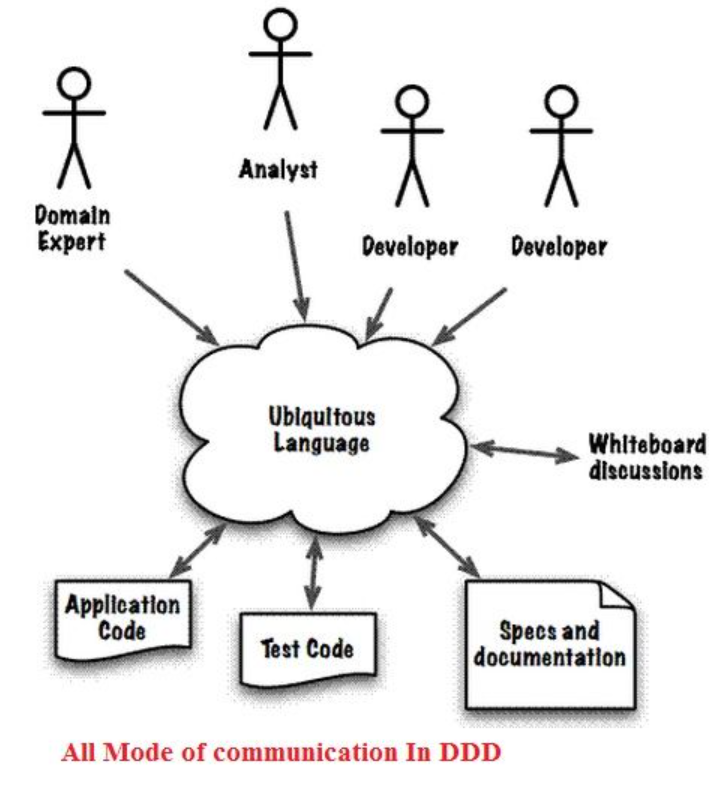 Analyst
Domain
Expert
Developer
Developer
Ubiquitous
Language
Whiteboard
discussions
Application
Code
Test Code
Specs and
documentation
All Mode of communication In DDD